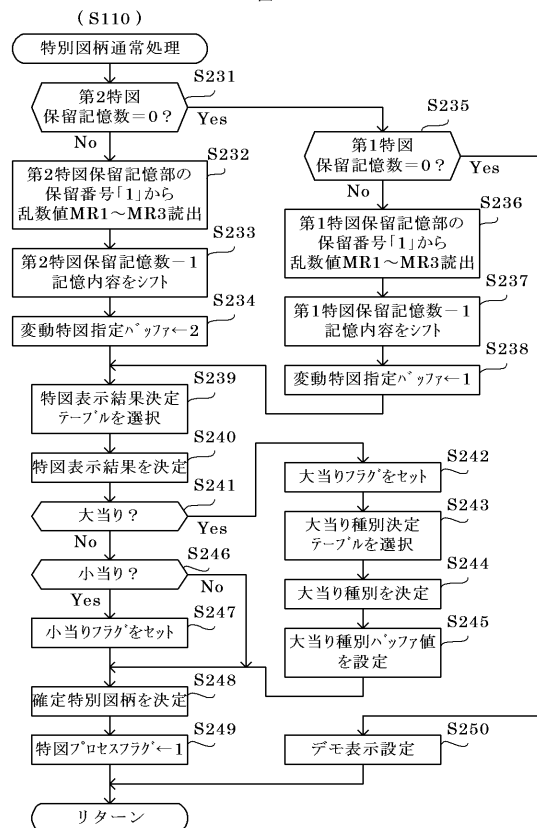 (S110)
特別図柄通常処理
S231
第2特図
保留記憶数=0?
Yes
No
S232
第2特図保留記憶部の
保留番号「1」から
乱数値MR1～MR3読出
S233
第2特図保留記憶数-1
記憶内容をシフト
S234
変動特図指定バッファ←2
S235
第1特図
保留記憶数=0?
Yes
No
S236
第1特図保留記憶部の
保留番号「1」から
乱数値MR1～MR3読出
S237
第1特図保留記憶数-1
記憶内容をシフト
S238
変動特図指定バッファ←1
S239
特図表示結果決定
テーブルを選択
S240
特図表示結果を決定
S241
大当り?
Yes
No
S242
大当りフラグをセット
S243
大当り種別決定
テーブルを選択
S244
大当り種別を決定
S245
大当り種別バッファ値
を設定
S246
小当り?
No
Yes
S247
小当りフラグをセット
S248
確定特別図柄を決定
S249
特図プロセスフラグ←1
S250
デモ表示設定
リターン